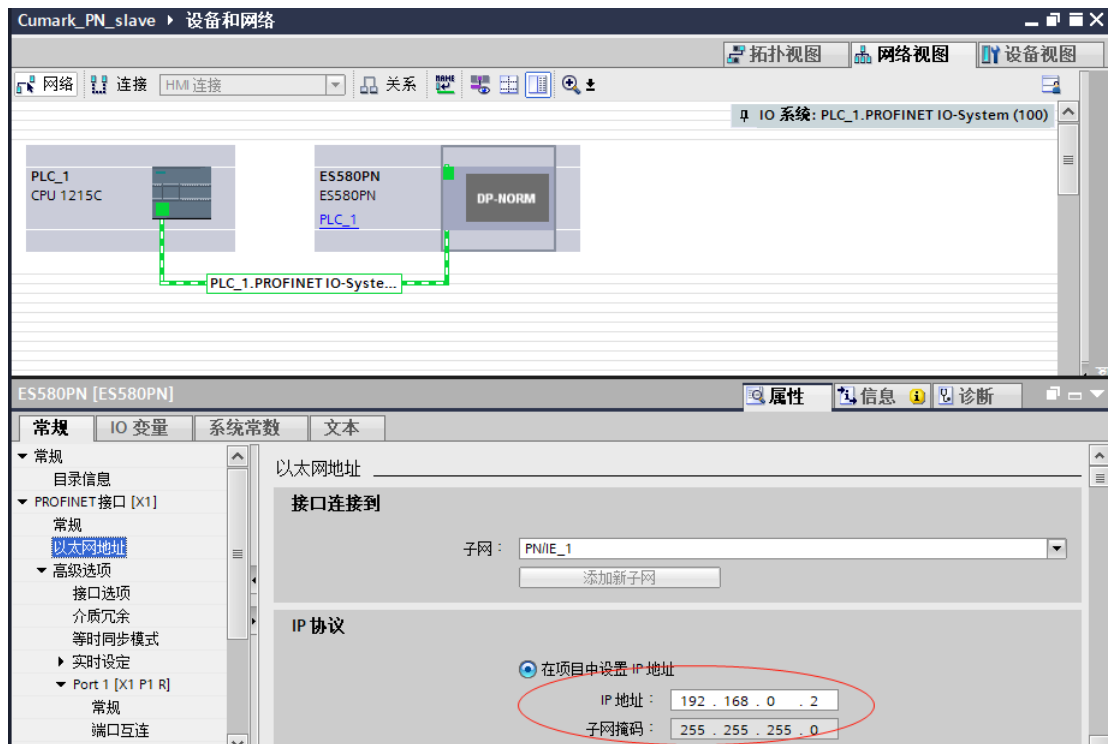 Cumark_PN_slave ▸ 设备和网络
拓扑视图 网络视图 设备视图
网络 连接 HMI 连接 关系
IO 系统: PLC_1.PROFINET IO-System (100)
PLC_1
CPU 1215C
ES580PN
ES580PN
PLC_1
DP-NORM
PLC_1.PROFINET IO-Syste...
ES580PN [ES580PN]
属性 信息 诊断
常规 IO 变量 系统常数 文本
常规
目录信息
PROFINET接口 [X1]
常规
以太网地址
高级选项
接口选项
介质冗余
等时同步模式
实时设定
Port 1 [X1 P1 R]
常规
端口互连
以太网地址
接口连接到
子网: PN/IE_1
添加新子网
IP 协议
在项目中设置 IP 地址
IP 地址: 192 . 168 . 0 . 2
子网掩码: 255 . 255 . 255 . 0